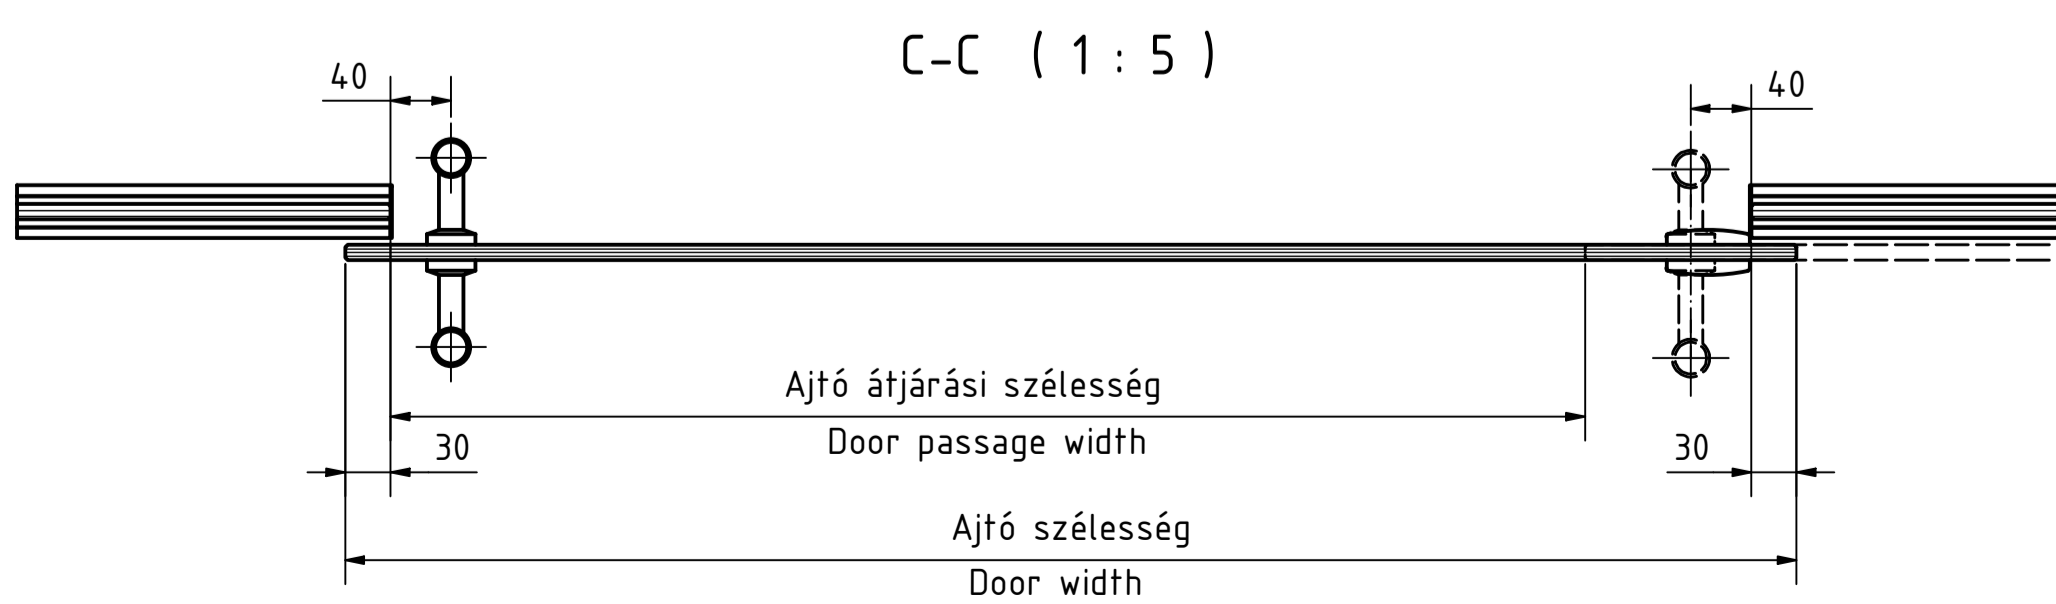 C-C ( 1 : 5 )
40
40
Ajtó átjárási szélesség
Door passage width
30
30
Ajtó szélesség
Door width